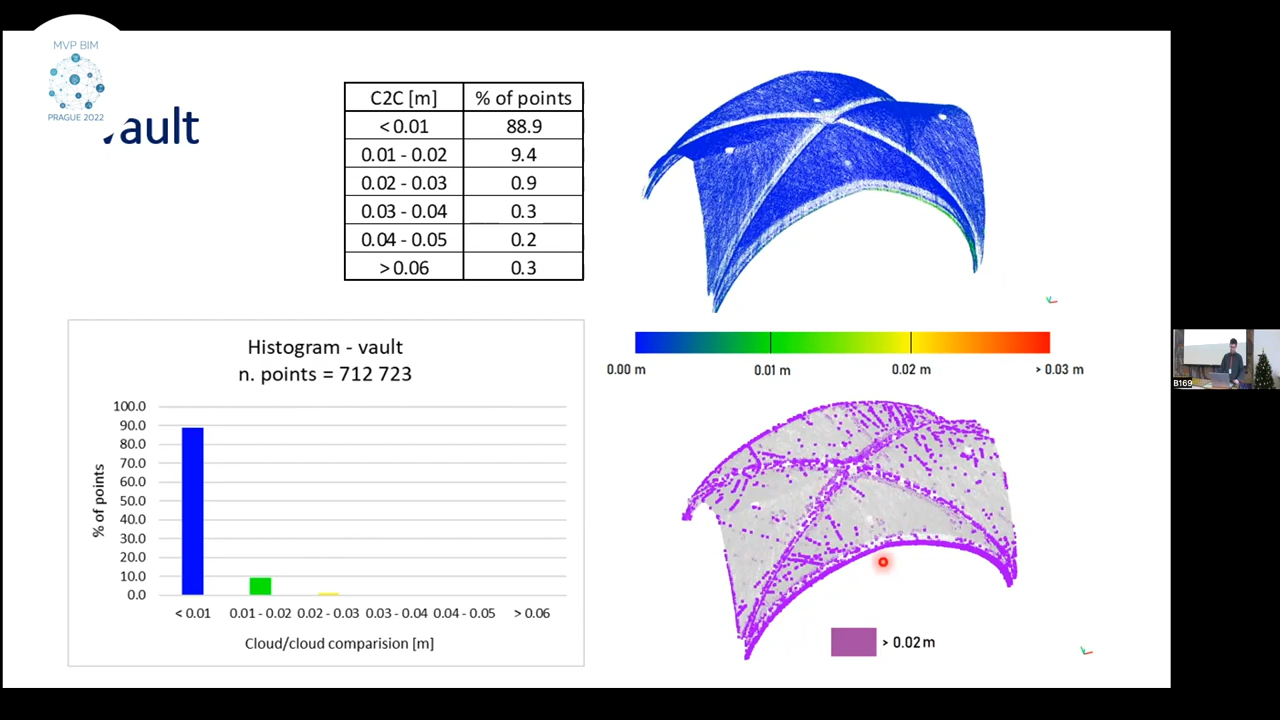 MVP BIM
PRAGUE 2022
vault
C2C [m] % of points
< 0.01 88.9
0.01 - 0.02 9.4
0.02 - 0.03 0.9
0.03 - 0.04 0.3
0.04 - 0.05 0.2
> 0.06 0.3
0.00 m 0.01 m 0.02 m > 0.03 m
Histogram - vault
n. points = 712 723
100.0
90.0
80.0
70.0
60.0
50.0
40.0
30.0
20.0
10.0
0.0
% of points
< 0.01 0.01 - 0.02 0.02 - 0.03 0.03 - 0.04 0.04 - 0.05 > 0.06
Cloud/cloud comparision [m]
> 0.02 m
B169